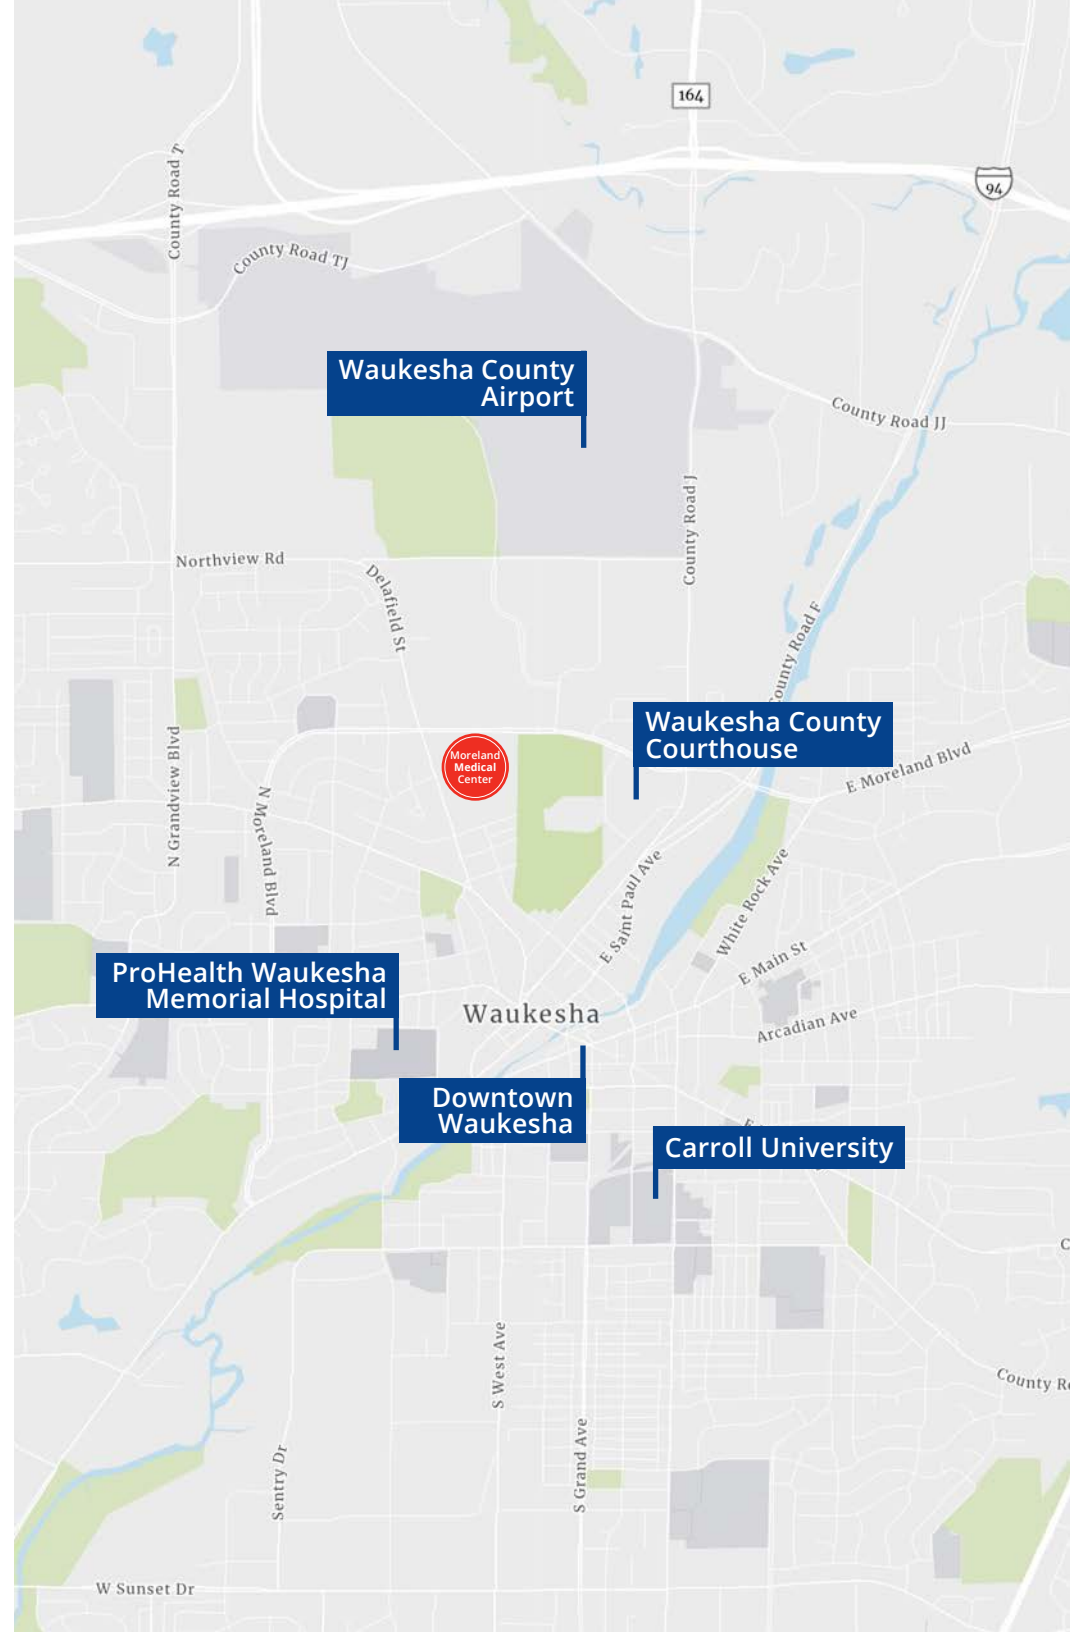 164
94
County Road T
County Road TJ
Waukesha County
Airport
County Road JJ
County Road J
Northview Rd
Delafield St
County Road F
Waukesha County
Courthouse
Moreland
Medical
Center
E Moreland Blvd
N Grandview Blvd
N Moreland Blvd
E Saint Paul Ave
White Rock Ave
E Main St
ProHealth Waukesha
Memorial Hospital
Waukesha
Arcadian Ave
Downtown
Waukesha
E
Carroll University
C
S West Ave
County R
S Grand Ave
Sentry Dr
W Sunset Dr